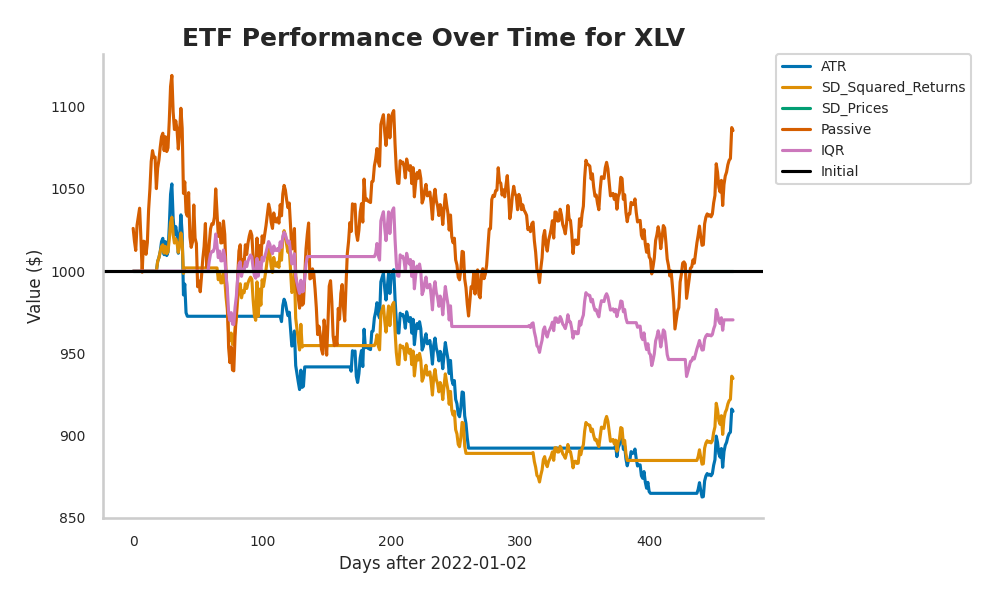 ETF Performance Over Time for XLV
ATR
SD_Squared_Returns
SD_Prices
Passive
IQR
Initial
1100
1050
1000
950
900
850
Value ($)
0 100 200 300 400
Days after 2022-01-02